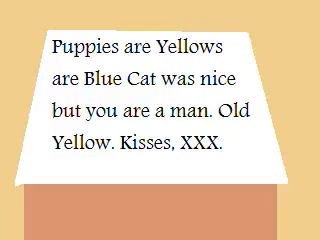 Puppies are Yellows
are Blue Cat was nice
but you are a man. Old
Yellow. Kisses, XXX.